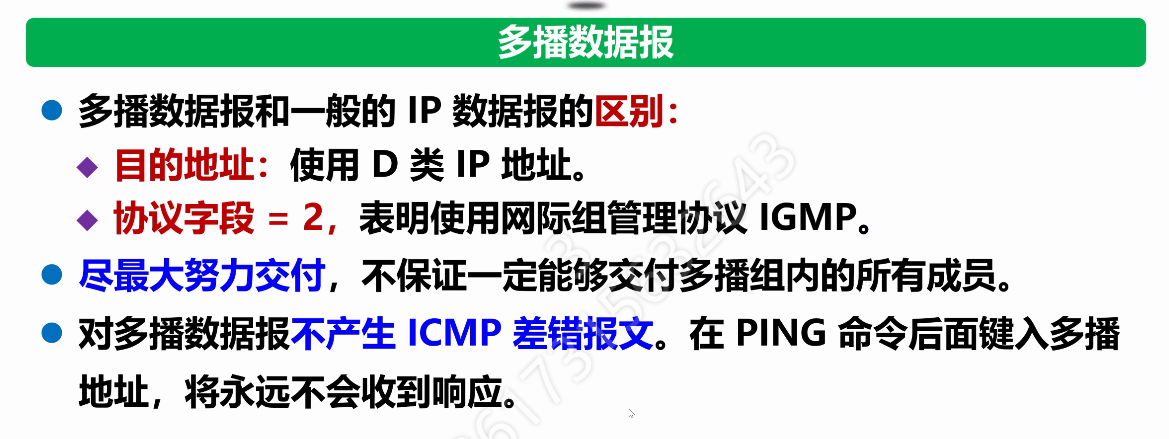 多播数据报
多播数据报和一般的 IP 数据报的区别：
目的地址：使用 D 类 IP 地址。
协议字段 = 2，表明使用网际组管理协议 IGMP。
尽最大努力交付，不保证一定能够交付多播组内的所有成员。
对多播数据报不产生 ICMP 差错报文。在 PING 命令后面键入多播
地址，将永远不会收到响应。